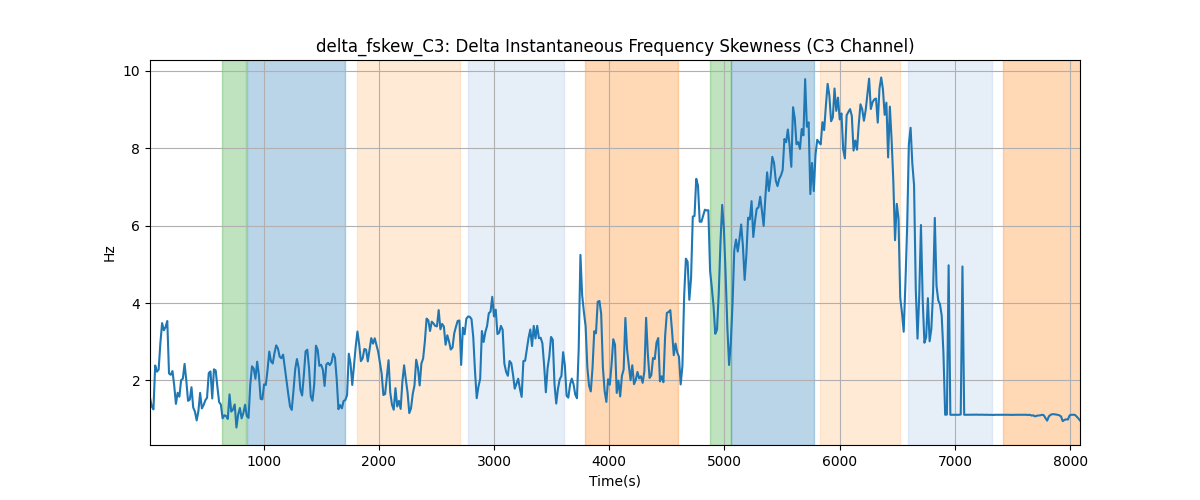 delta_fskew_C3: Delta Instantaneous Frequency Skewness (C3 Channel)
10
8
6
4
2
Hz
1000 2000 3000 4000 5000 6000 7000 8000
Time(s)